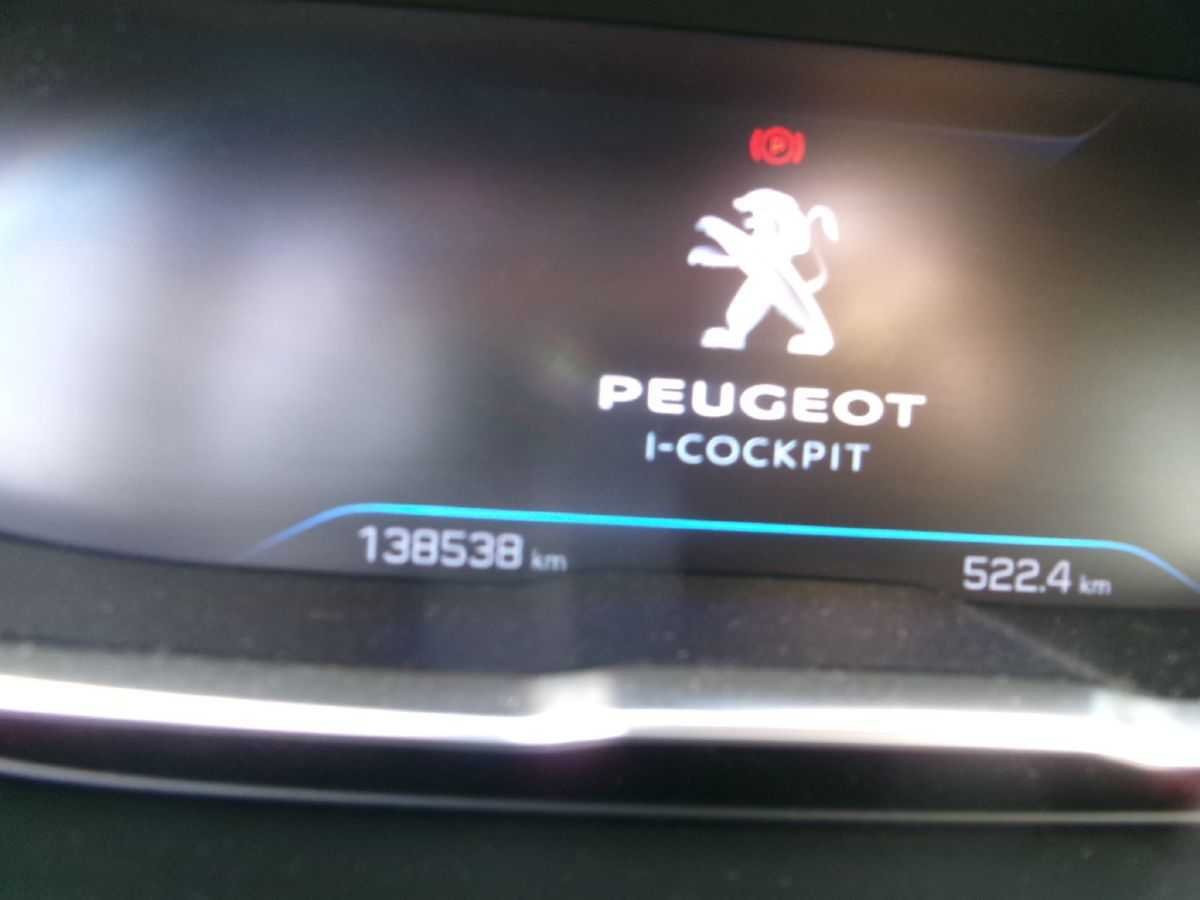 P
PEUGEOT
I-COCKPIT
138538 km
522.4 km